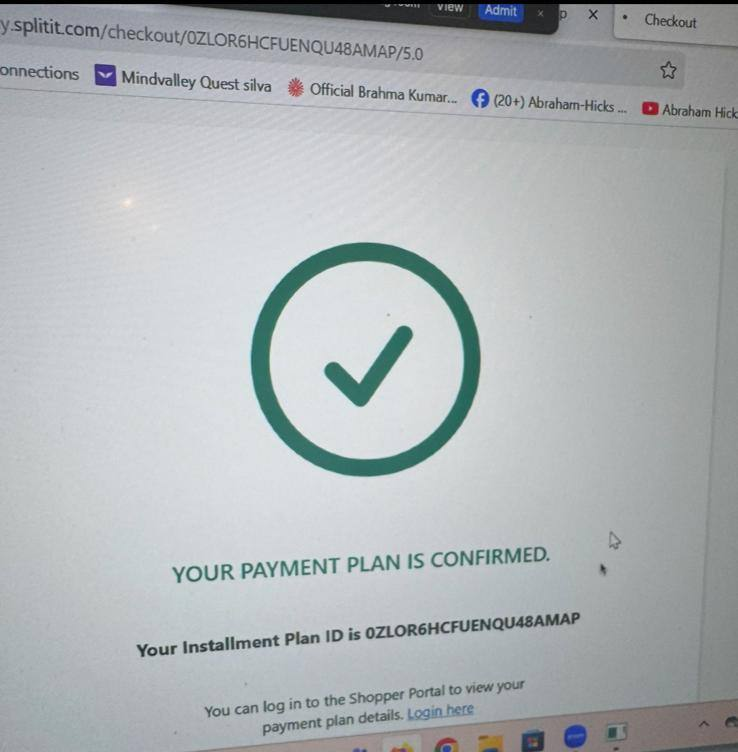 View Admit × p × • Checkout
y.splitit.com/checkout/0ZLOR6HCFUENQU48AMAP/5.0
onnections Mindvalley Quest silva Official Brahma Kumar... (20+) Abraham-Hicks ... Abraham Hick
YOUR PAYMENT PLAN IS CONFIRMED.
Your Installment Plan ID is 0ZLOR6HCFUENQU48AMAP
You can log in to the Shopper Portal to view your
payment plan details. Login here